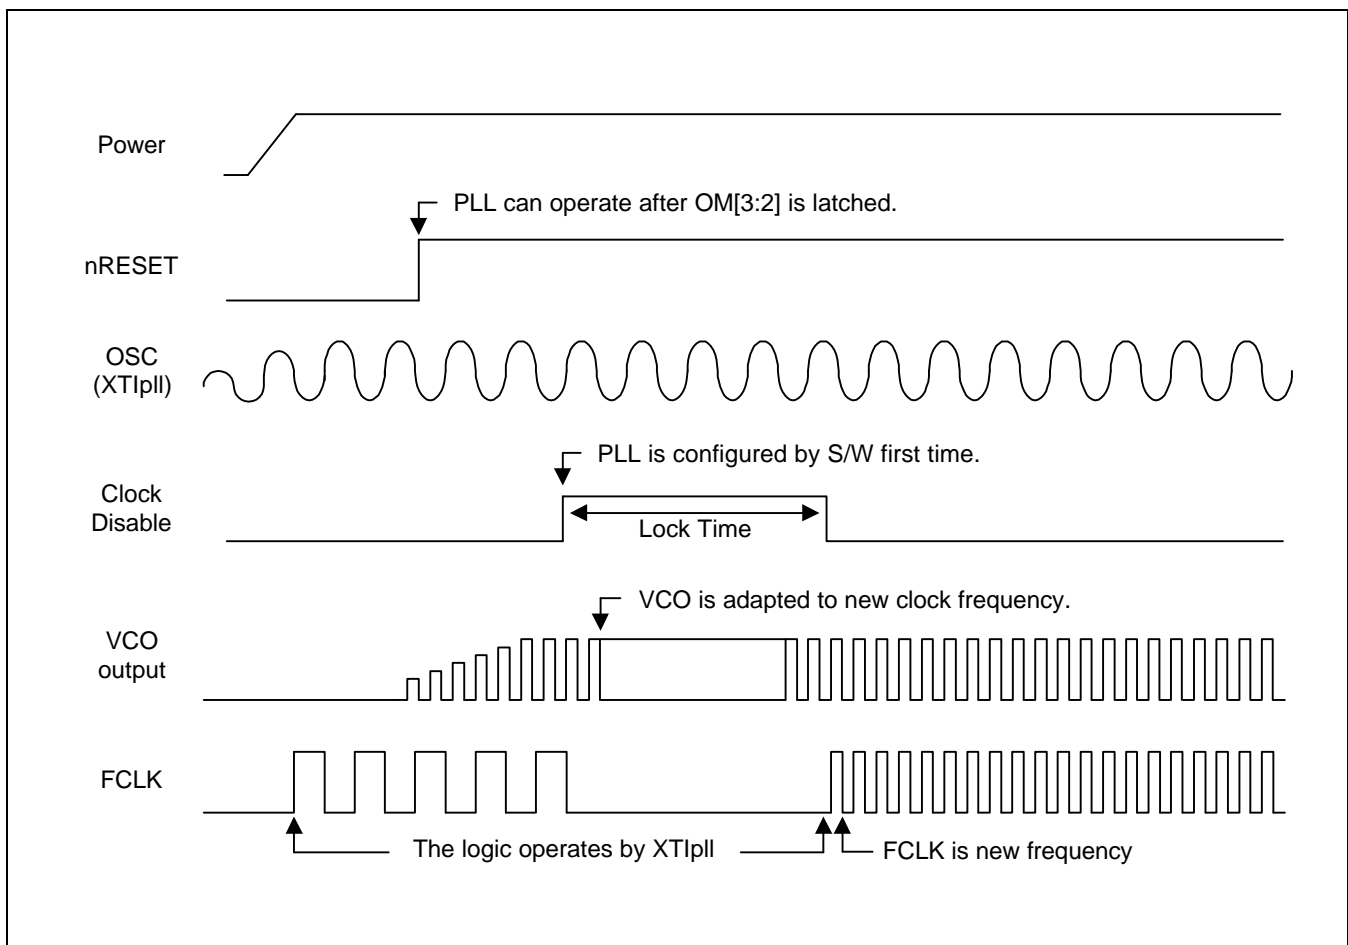 Power
PLL can operate after OM[3:2] is latched.
nRESET
OSC
(XTIpll)
PLL is configured by S/W first time.
Clock
Disable
Lock Time
VCO is adapted to new clock frequency.
VCO
output
FCLK
The logic operates by XTIpll
FCLK is new frequency